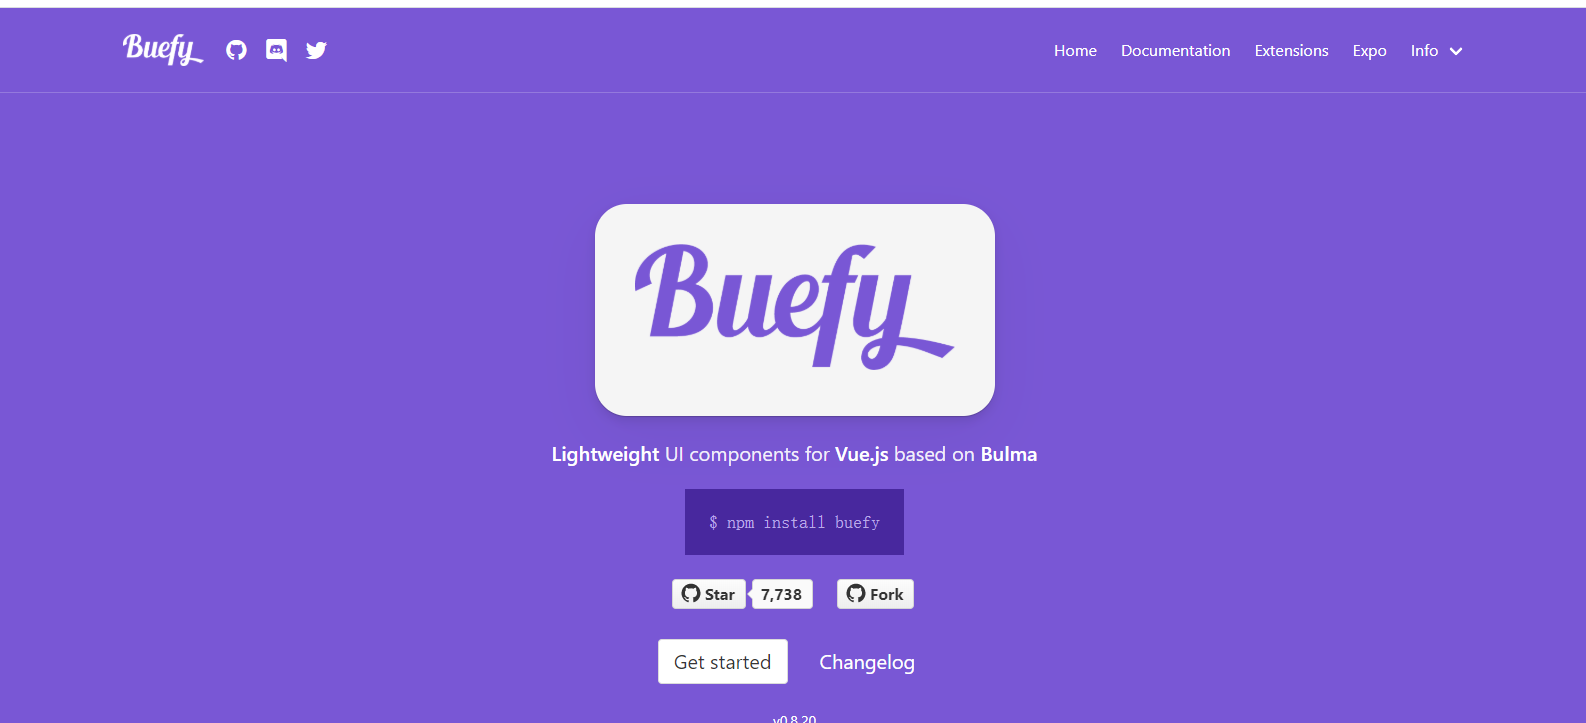 Buefy Home Documentation Extensions Expo Info
Buefy
Lightweight UI components for Vue.js based on Bulma
$ npm install buefy
Star 7,738 Fork
Get started Changelog
v0.8.20